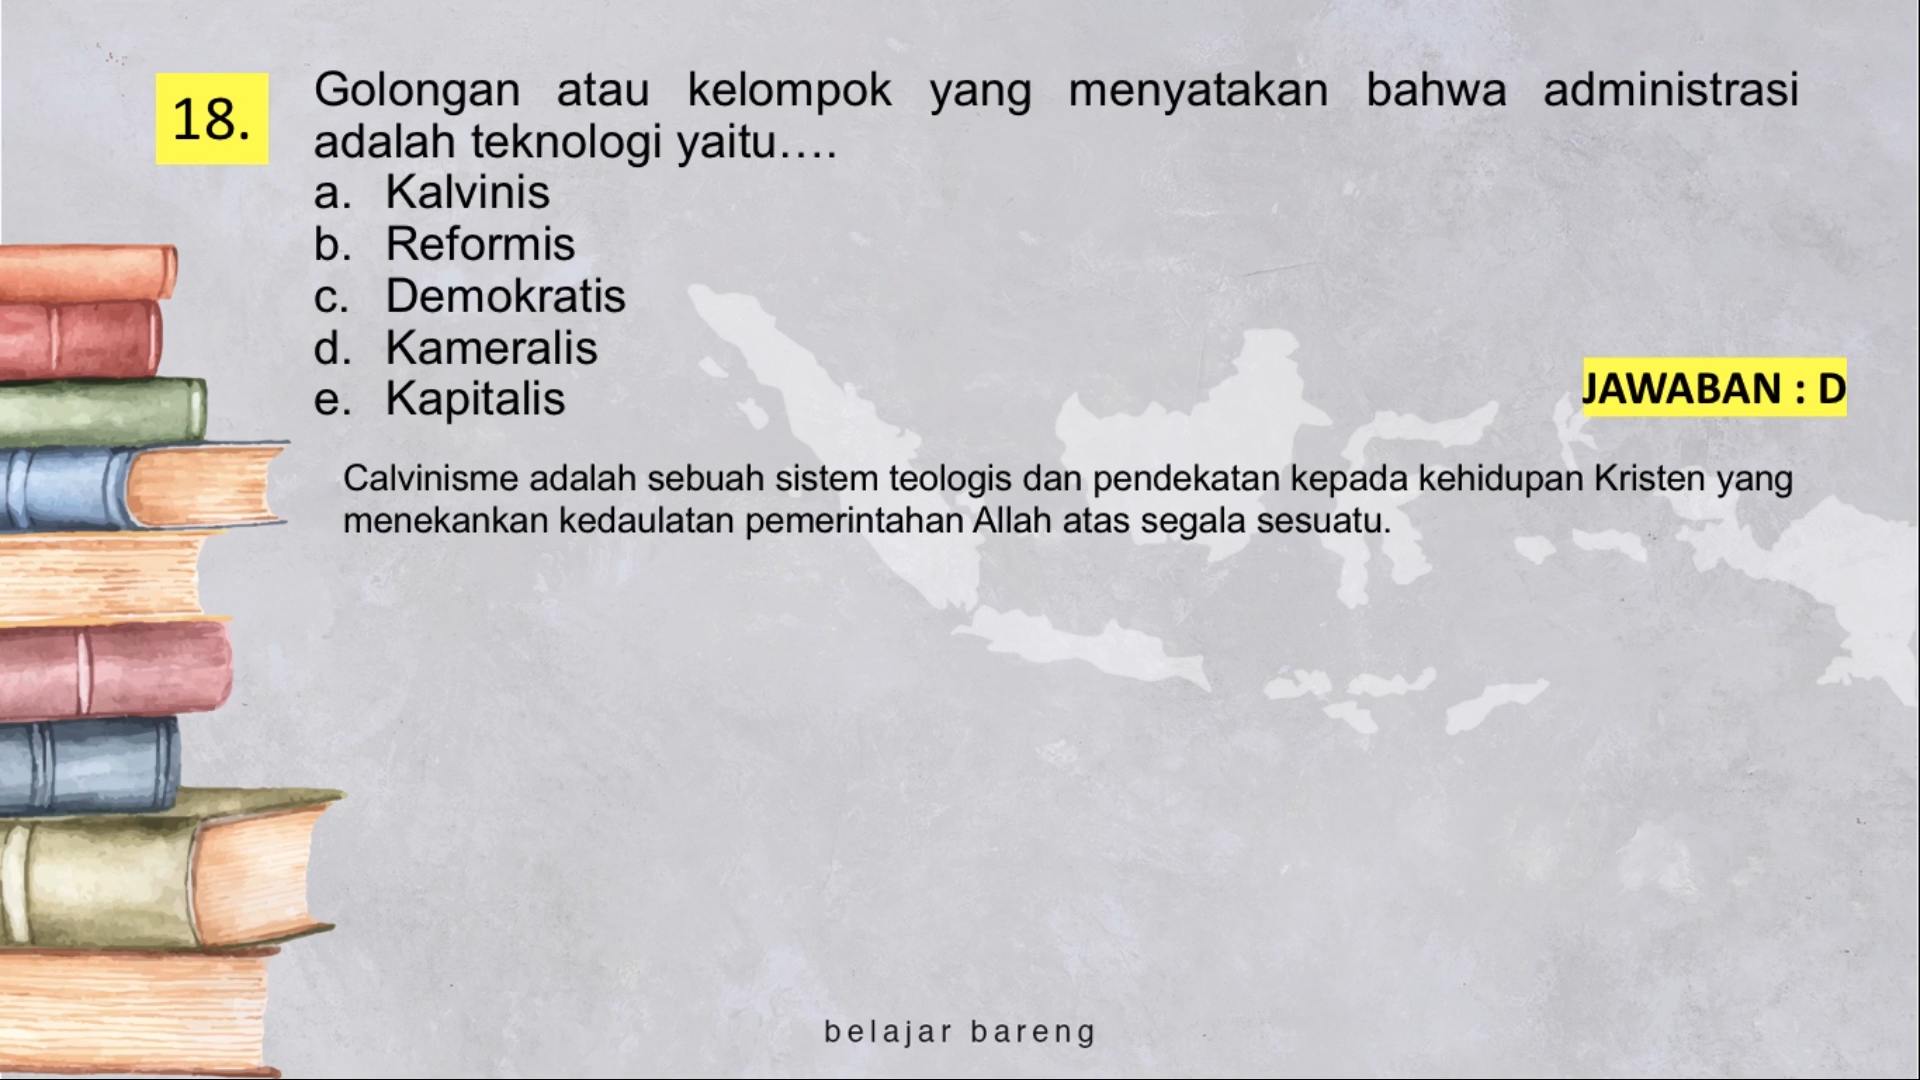 18.
Golongan atau kelompok yang menyatakan bahwa administrasi
adalah teknologi yaitu....
a. Kalvinis
b. Reformis
c. Demokratis
d. Kameralis
e. Kapitalis
JAWABAN : D
Calvinisme adalah sebuah sistem teologis dan pendekatan kepada kehidupan Kristen yang
menekankan kedaulatan pemerintahan Allah atas segala sesuatu.
belajar bareng